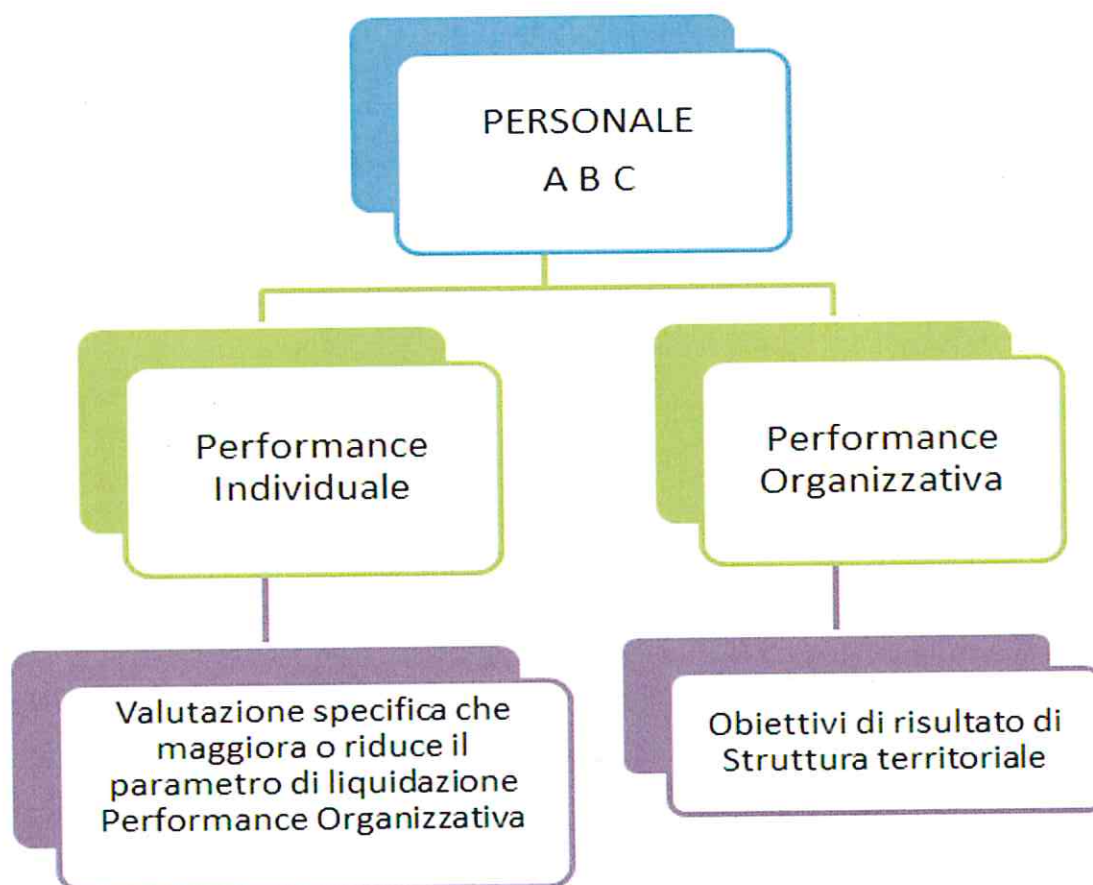 PERSONALE
A B C
Performance
Individuale
Performance
Organizzativa
Valutazione specifica che
maggiora o riduce il
parametro di liquidazione
Performance Organizzativa
Obiettivi di risultato di
Struttura territoriale